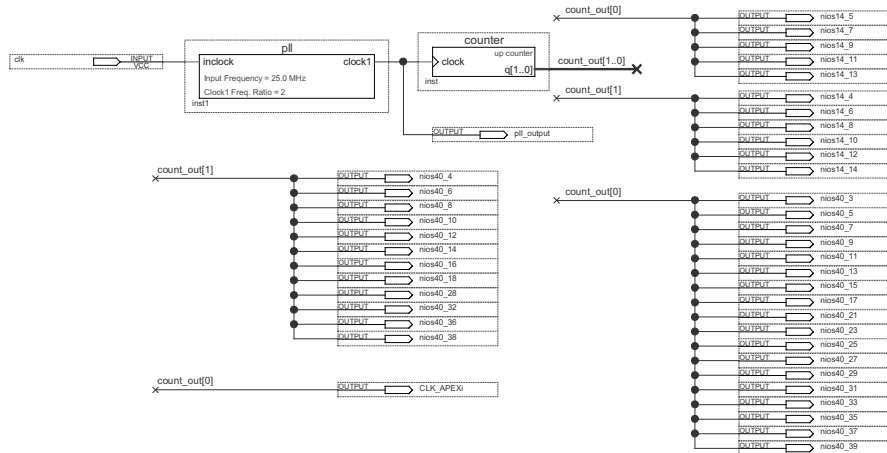 count_out[0]
OUTPUT nios14_5
OUTPUT nios14_7
OUTPUT nios14_9
OUTPUT nios14_11
OUTPUT nios14_13
clk
INPUT
VCC
pll
inclock clock1
Input Frequency = 25.0 MHz
Clock1 Freq. Ratio = 2
inst1
counter
up counter
clock
q[1..0]
inst
count_out[1..0]
OUTPUT pll_output
count_out[1]
OUTPUT nios14_4
OUTPUT nios14_6
OUTPUT nios14_8
OUTPUT nios14_10
OUTPUT nios14_12
OUTPUT nios14_14
count_out[1]
OUTPUT nios40_4
OUTPUT nios40_6
OUTPUT nios40_8
OUTPUT nios40_10
OUTPUT nios40_12
OUTPUT nios40_14
OUTPUT nios40_16
OUTPUT nios40_18
OUTPUT nios40_28
OUTPUT nios40_32
OUTPUT nios40_36
OUTPUT nios40_38
count_out[0]
OUTPUT CLK_APEXi
count_out[0]
OUTPUT nios40_3
OUTPUT nios40_5
OUTPUT nios40_7
OUTPUT nios40_9
OUTPUT nios40_11
OUTPUT nios40_13
OUTPUT nios40_15
OUTPUT nios40_17
OUTPUT nios40_21
OUTPUT nios40_23
OUTPUT nios40_25
OUTPUT nios40_27
OUTPUT nios40_29
OUTPUT nios40_31
OUTPUT nios40_33
OUTPUT nios40_35
OUTPUT nios40_37
OUTPUT nios40_39